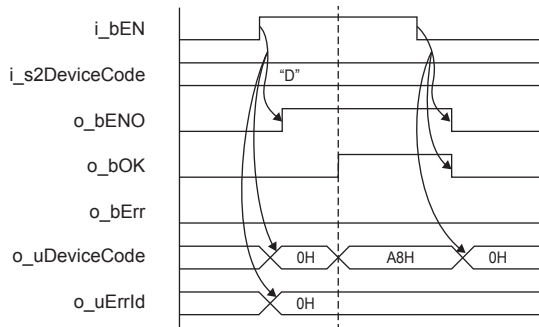 i_bEN
i_s2DeviceCode
“D”
o_bENO
o_bOK
o_bErr
o_uDeviceCode
0H
A8H
0H
o_uErrId
0H